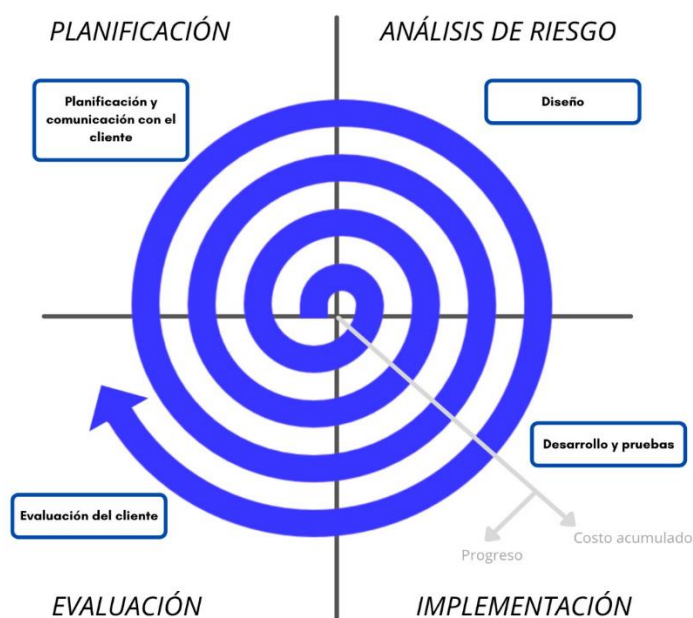 PLANIFICACIÓN
ANÁLISIS DE RIESGO
Planificación y
comunicación con el
cliente
Diseño
Desarrollo y pruebas
Evaluación del cliente
Costo acumulado
Progreso
EVALUACIÓN
IMPLEMENTACIÓN